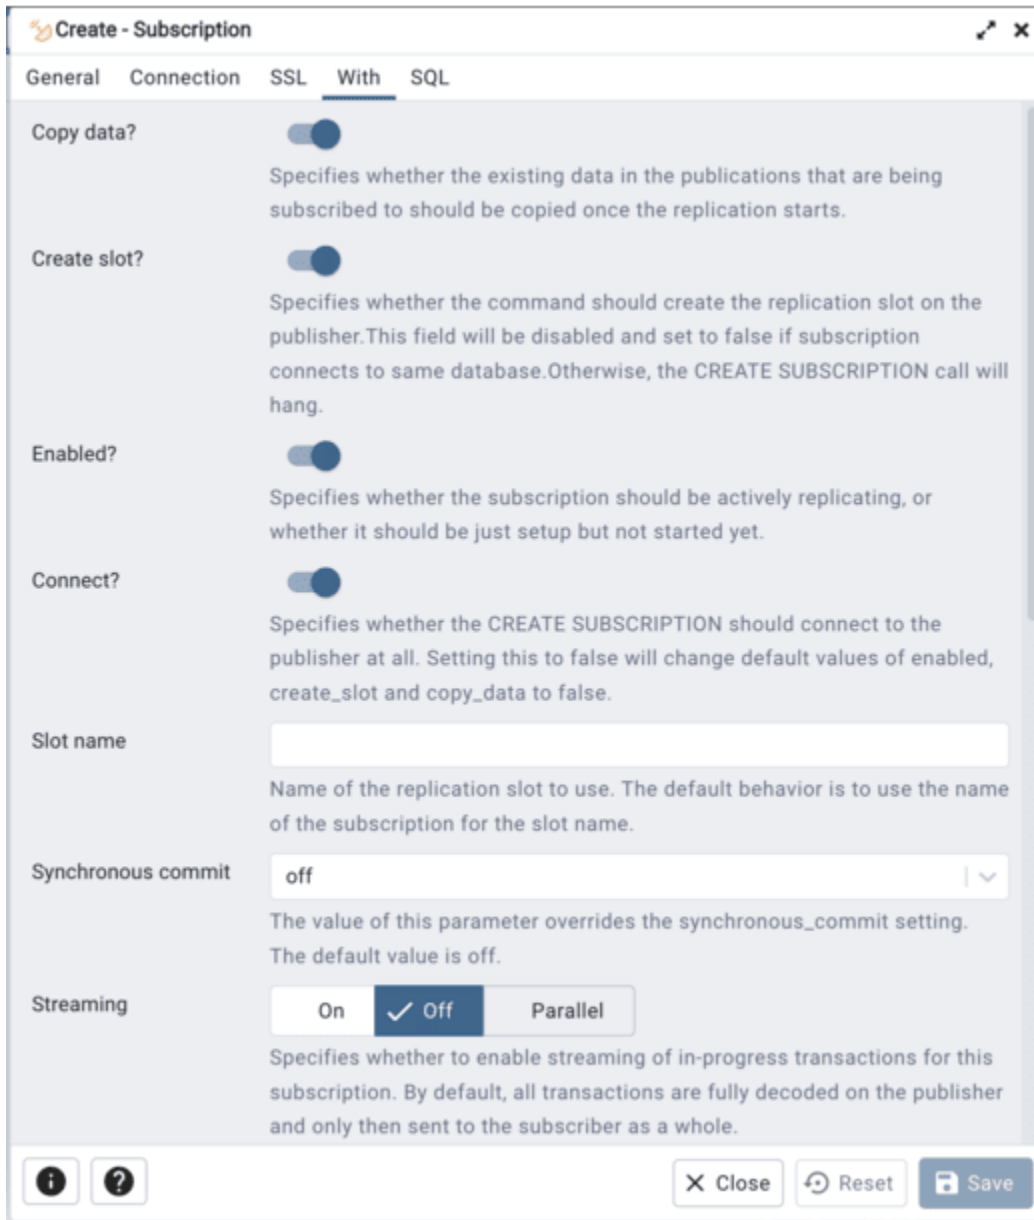 Create - Subscription
General Connection SSL With SQL
Copy data?
Specifies whether the existing data in the publications that are being
subscribed to should be copied once the replication starts.
Create slot?
Specifies whether the command should create the replication slot on the
publisher.This field will be disabled and set to false if subscription
connects to same database.Otherwise, the CREATE SUBSCRIPTION call will
hang.
Enabled?
Specifies whether the subscription should be actively replicating, or
whether it should be just setup but not started yet.
Connect?
Specifies whether the CREATE SUBSCRIPTION should connect to the
publisher at all. Setting this to false will change default values of enabled,
create_slot and copy_data to false.
Slot name
Name of the replication slot to use. The default behavior is to use the name
of the subscription for the slot name.
Synchronous commit off
The value of this parameter overrides the synchronous_commit setting.
The default value is off.
Streaming On Off Parallel
Specifies whether to enable streaming of in-progress transactions for this
subscription. By default, all transactions are fully decoded on the publisher
and only then sent to the subscriber as a whole.
Close Reset Save